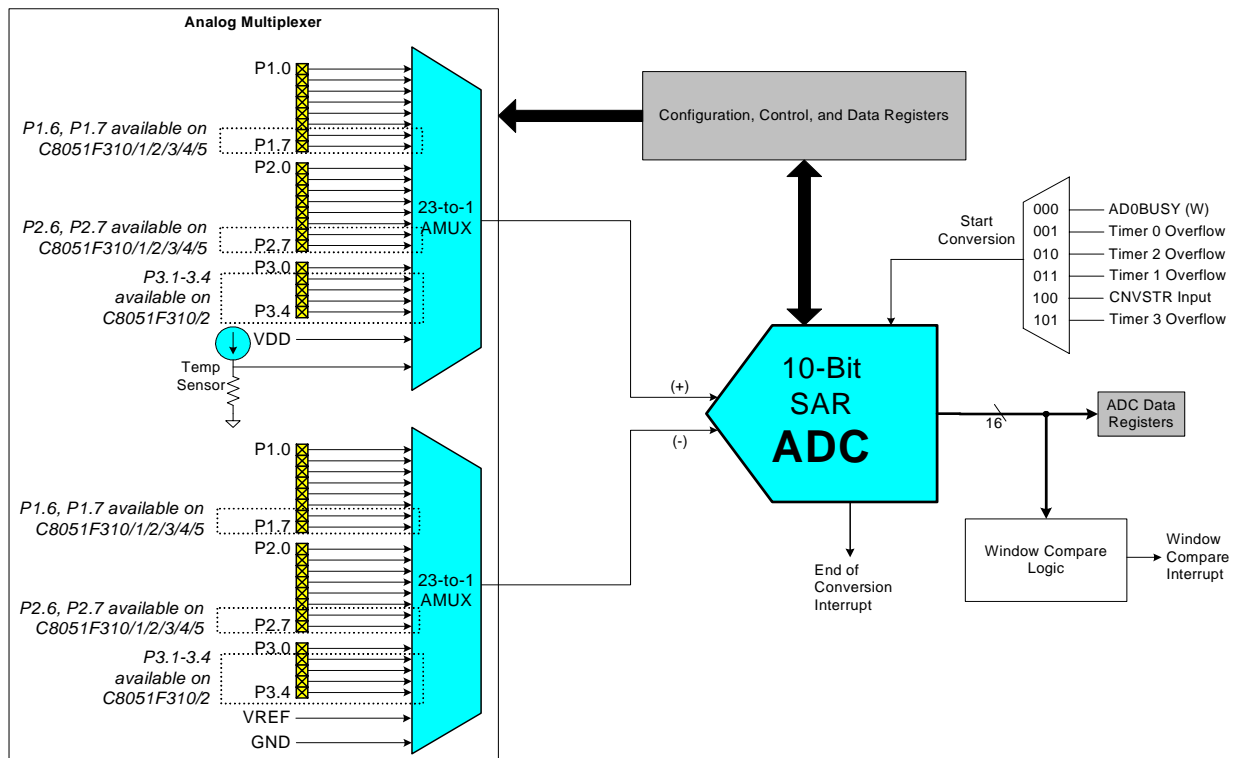 Analog Multiplexer
P1.0
P1.6, P1.7 available on
C8051F310/1/2/3/4/5
P1.7
P2.0
P2.6, P2.7 available on
C8051F310/1/2/3/4/5
P2.7
P3.1-3.4
available on
C8051F310/2
P3.0
P3.4
VDD
Temp
Sensor
23-to-1
AMUX
P1.0
P1.6, P1.7 available on
C8051F310/1/2/3/4/5
P1.7
P2.0
P2.6, P2.7 available on
C8051F310/1/2/3/4/5
P2.7
P3.0
P3.1-3.4
available on
C8051F310/2
P3.4
VREF
GND
23-to-1
AMUX
Configuration, Control, and Data Registers
Start
Conversion
000 AD0BUSY (W)
001 Timer 0 Overflow
010 Timer 2 Overflow
011 Timer 1 Overflow
100 CNVSTR Input
101 Timer 3 Overflow
(+)
(-)
10-Bit
SAR
ADC
16
ADC Data
Registers
End of
Conversion
Interrupt
Window Compare
Logic
Window
Compare
Interrupt